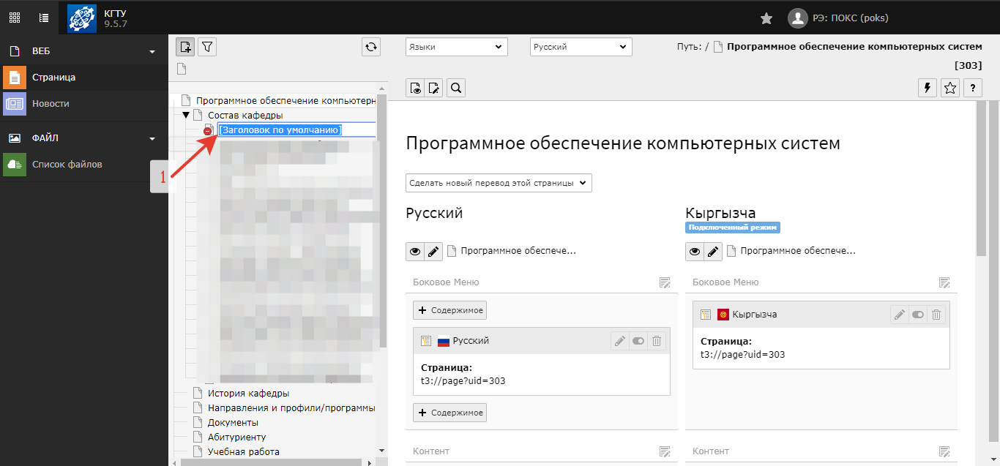 КГТУ
9.5.7
РЭ: ПОКС (poks)
ВЕБ
Страница
Новости
ФАЙЛ
Список файлов
1
Программное обеспечение компьютерн
Состав кафедры
[Заголовок по умолчанию]
История кафедры
Направления и профили/программы
Документы
Абитуриенту
Учебная работа
Языки
Русский
Путь: / Программное обеспечение компьютерных систем
[303]
?
Программное обеспечение компьютерных систем
Сделать новый перевод этой страницы
Русский
Программное обеспече...
Боковое Меню
+ Содержимое
Русский
Страница:
t3://page?uid=303
+ Содержимое
Контент
Кыргызча
Подключенный режим
Программное обеспече...
Боковое Меню
Кыргызча
Страница:
t3://page?uid=303
Контент